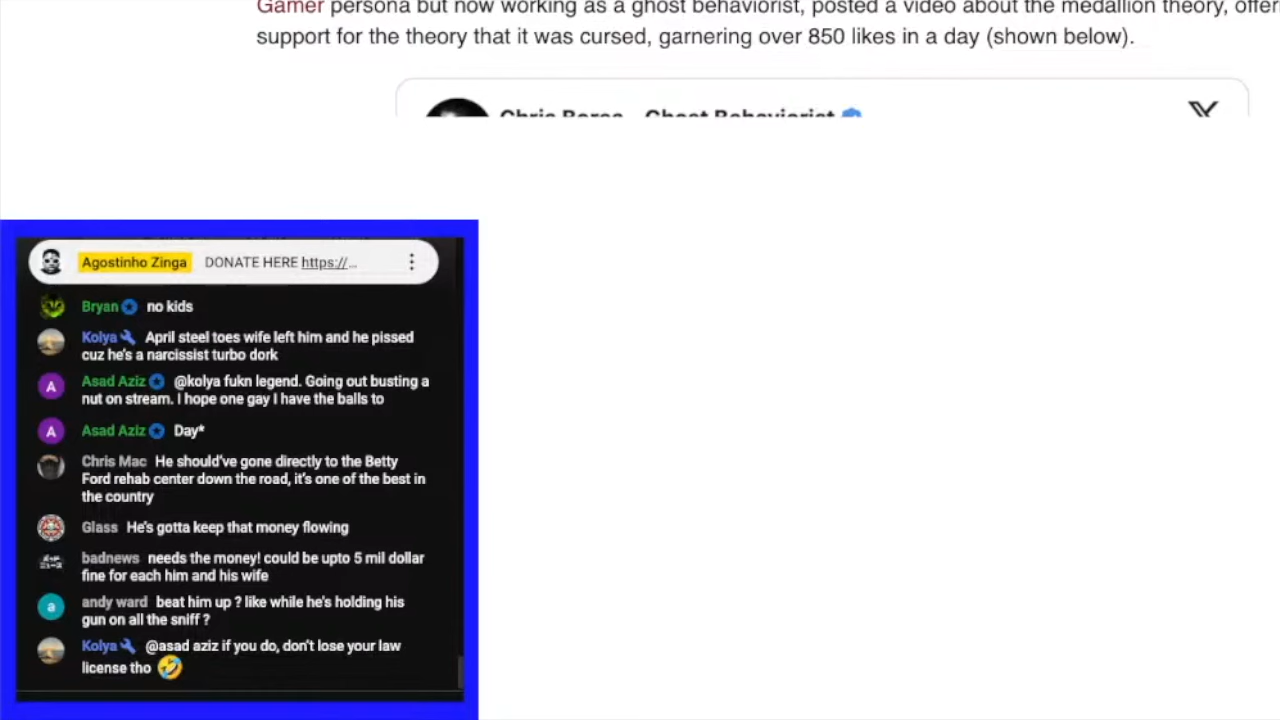 Gamer persona but now working as a ghost behaviorist, posted a video about the medallion theory, offeri
support for the theory that it was cursed, garnering over 850 likes in a day (shown below).
Chris Borea - Ghost Behaviorist
Agostinho Zinga DONATE HERE https://...
Bryan no kids
Kolya April steel toes wife left him and he pissed
cuz he's a narcissist turbo dork
Asad Aziz @kolya fukn legend. Going out busting a
nut on stream. I hope one gay I have the balls to
A
Asad Aziz Day*
A
Chris Mac He should've gone directly to the Betty
Ford rehab center down the road, it's one of the best in
the country
Glass He's gotta keep that money flowing
badnews needs the money! could be upto 5 mil dollar
fine for each him and his wife
andy ward beat him up ? like while he's holding his
gun on all the sniff ?
a
Kolya @asad aziz if you do, don't lose your law
license tho 🤣